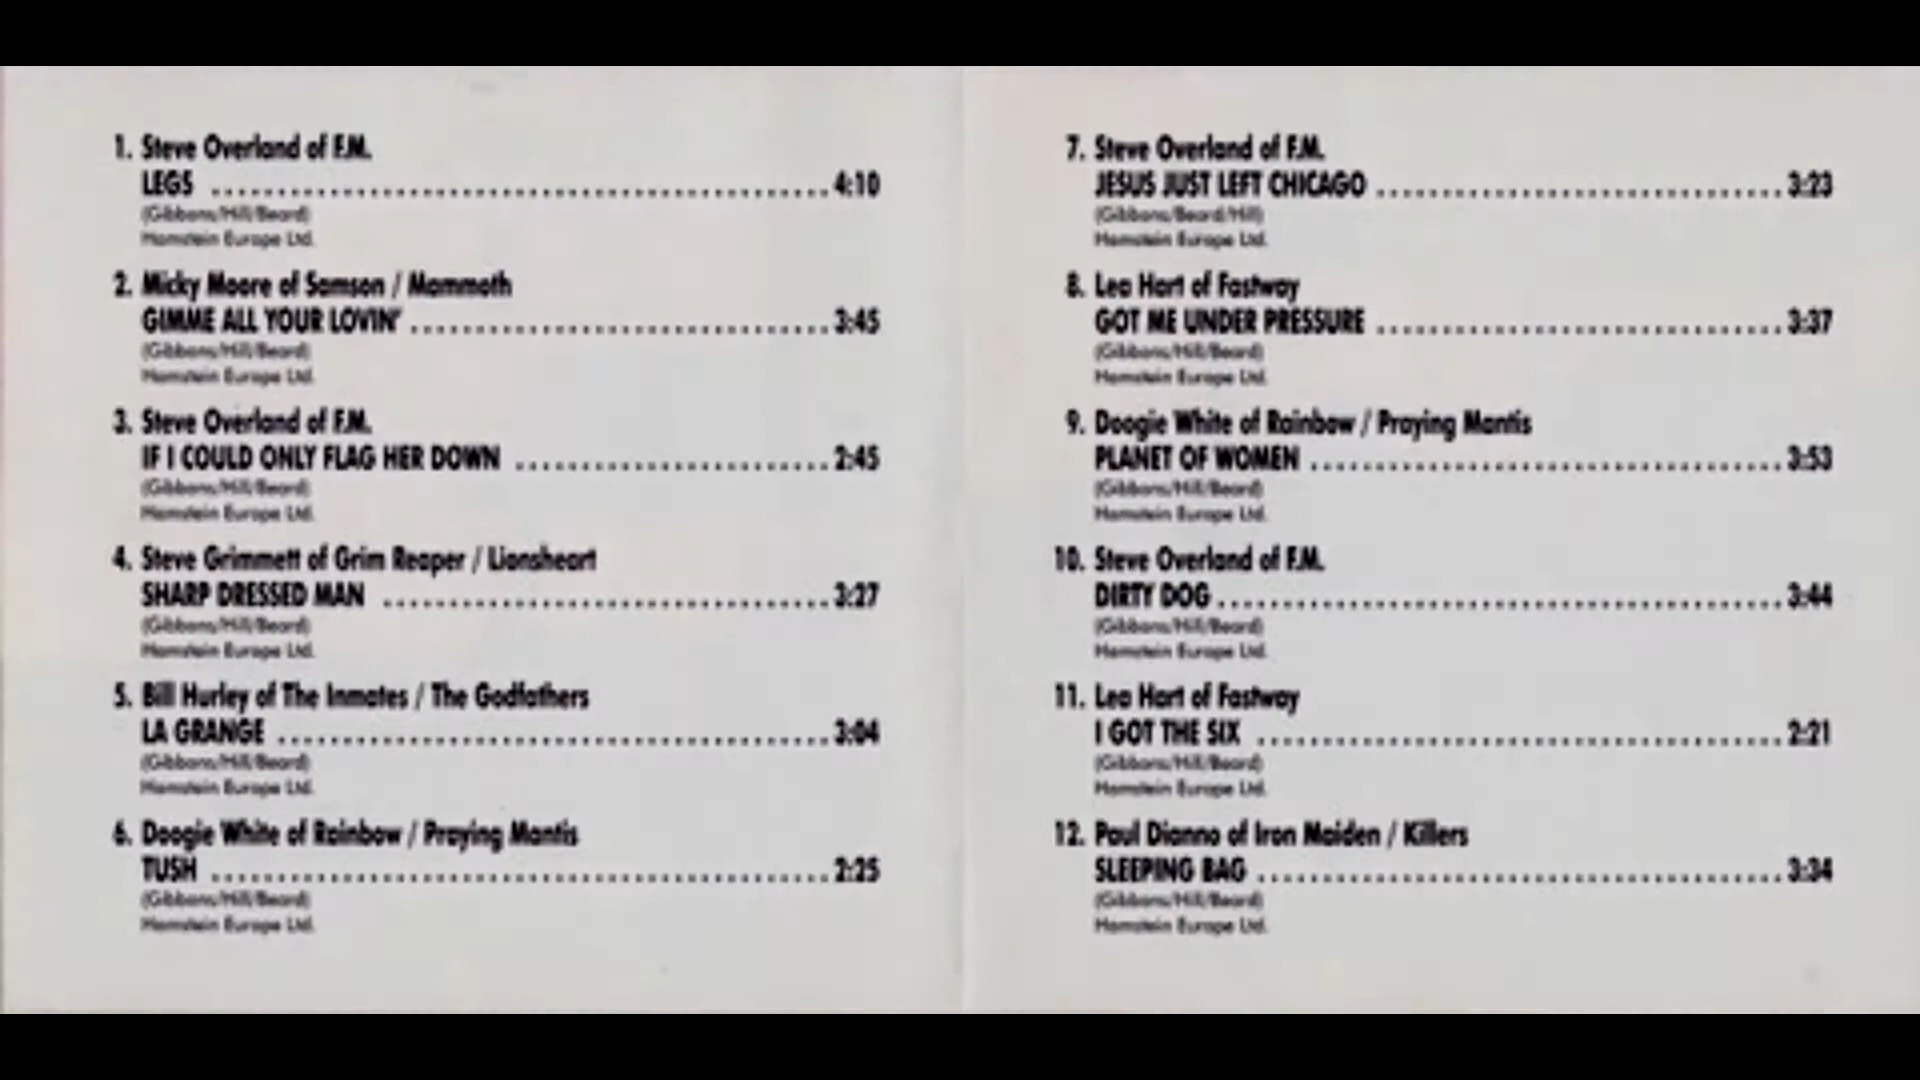 1. Steve Overland of F.M.
LEGS ........ 4:10
(Gibbons/Hill/Beard)
Hamstein Europe Ltd.
2. Micky Moore of Samson / Mammoth
GIMME ALL YOUR LOVIN' ........ 3:45
(Gibbons/Hill/Beard)
Hamstein Europe Ltd.
3. Steve Overland of F.M.
IF I COULD ONLY FLAG HER DOWN ........ 2:45
(Gibbons/Hill/Beard)
Hamstein Europe Ltd.
4. Steve Grimmett of Grim Reaper / Lionsheart
SHARP DRESSED MAN ........ 3:27
(Gibbons/Hill/Beard)
Hamstein Europe Ltd.
5. Bill Hurley of The Inmates / The Godfathers
LA GRANGE ........ 3:04
(Gibbons/Hill/Beard)
Hamstein Europe Ltd.
6. Doogie White of Rainbow / Praying Mantis
TUSH ........ 2:25
(Gibbons/Hill/Beard)
Hamstein Europe Ltd.
7. Steve Overland of F.M.
JESUS JUST LEFT CHICAGO ........ 3:23
(Gibbons/Beard/Hill)
Hamstein Europe Ltd.
8. Lea Hart of Fastway
GOT ME UNDER PRESSURE ........ 3:37
(Gibbons/Hill/Beard)
Hamstein Europe Ltd.
9. Doogie White of Rainbow / Praying Mantis
PLANET OF WOMEN ........ 3:53
(Gibbons/Hill/Beard)
Hamstein Europe Ltd.
10. Steve Overland of F.M.
DIRTY DOG ........ 3:44
(Gibbons/Hill/Beard)
Hamstein Europe Ltd.
11. Lea Hart of Fastway
I GOT THE SIX ........ 2:21
(Gibbons/Hill/Beard)
Hamstein Europe Ltd.
12. Paul Dianno of Iron Maiden / Killers
SLEEPING BAG ........ 3:34
(Gibbons/Hill/Beard)
Hamstein Europe Ltd.